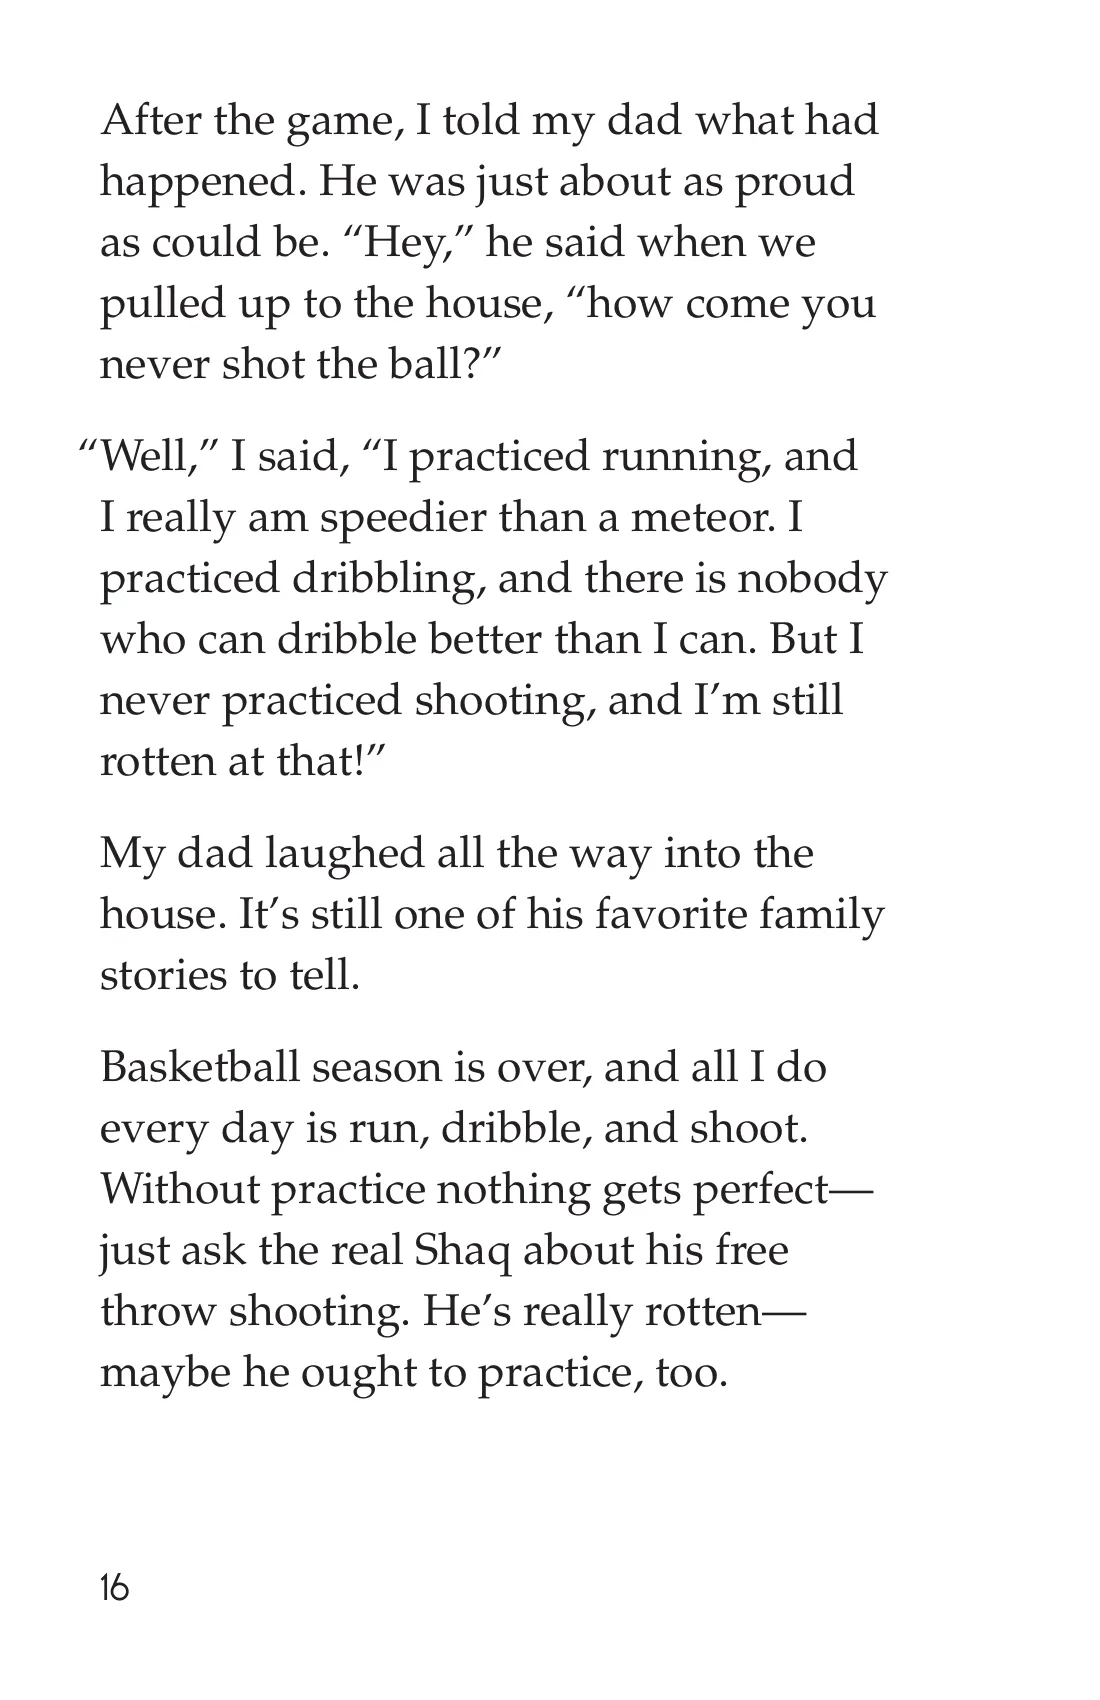 After the game, I told my dad what had
happened. He was just about as proud
as could be. “Hey,” he said when we
pulled up to the house, “how come you
never shot the ball?”
“Well,” I said, “I practiced running, and
I really am speedier than a meteor. I
practiced dribbling, and there is nobody
who can dribble better than I can. But I
never practiced shooting, and I’m still
rotten at that!”
My dad laughed all the way into the
house. It’s still one of his favorite family
stories to tell.
Basketball season is over, and all I do
every day is run, dribble, and shoot.
Without practice nothing gets perfect—
just ask the real Shaq about his free
throw shooting. He’s really rotten—
maybe he ought to practice, too.
16